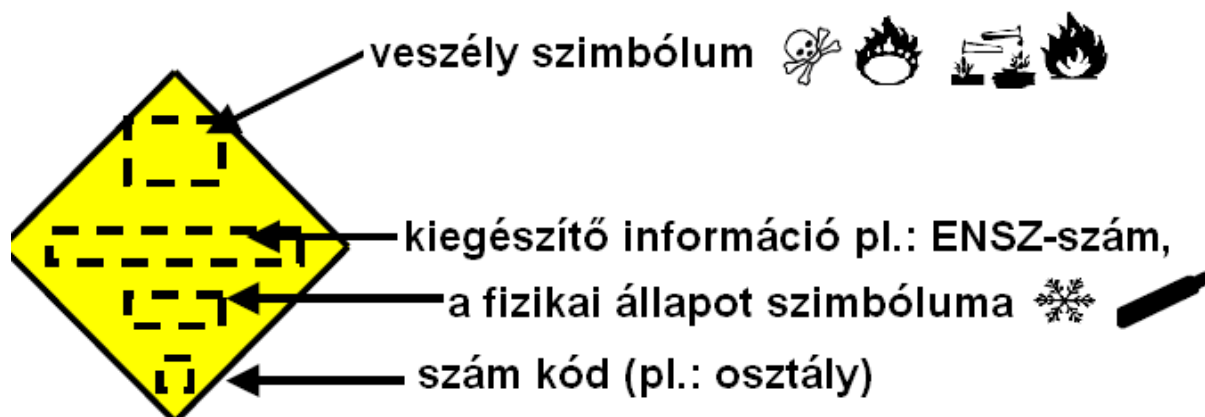 veszély szimbólum
kiegészítő információ pl.: ENSZ-szám,
a fizikai állapot szimbóluma
szám kód (pl.: osztály)